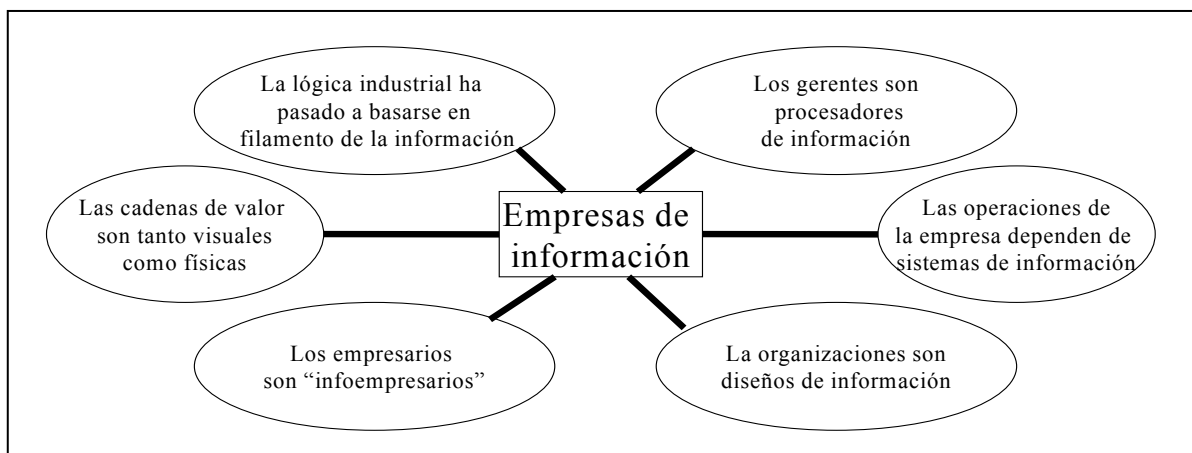 La lógica industrial ha
pasado a basarse en
filamento de la información
Los gerentes son
procesadores
de información
Las cadenas de valor
son tanto visuales
como físicas
Empresas de
información
Las operaciones de
la empresa dependen de
sistemas de información
Los empresarios
son “infoempresarios”
La organizaciones son
diseños de información